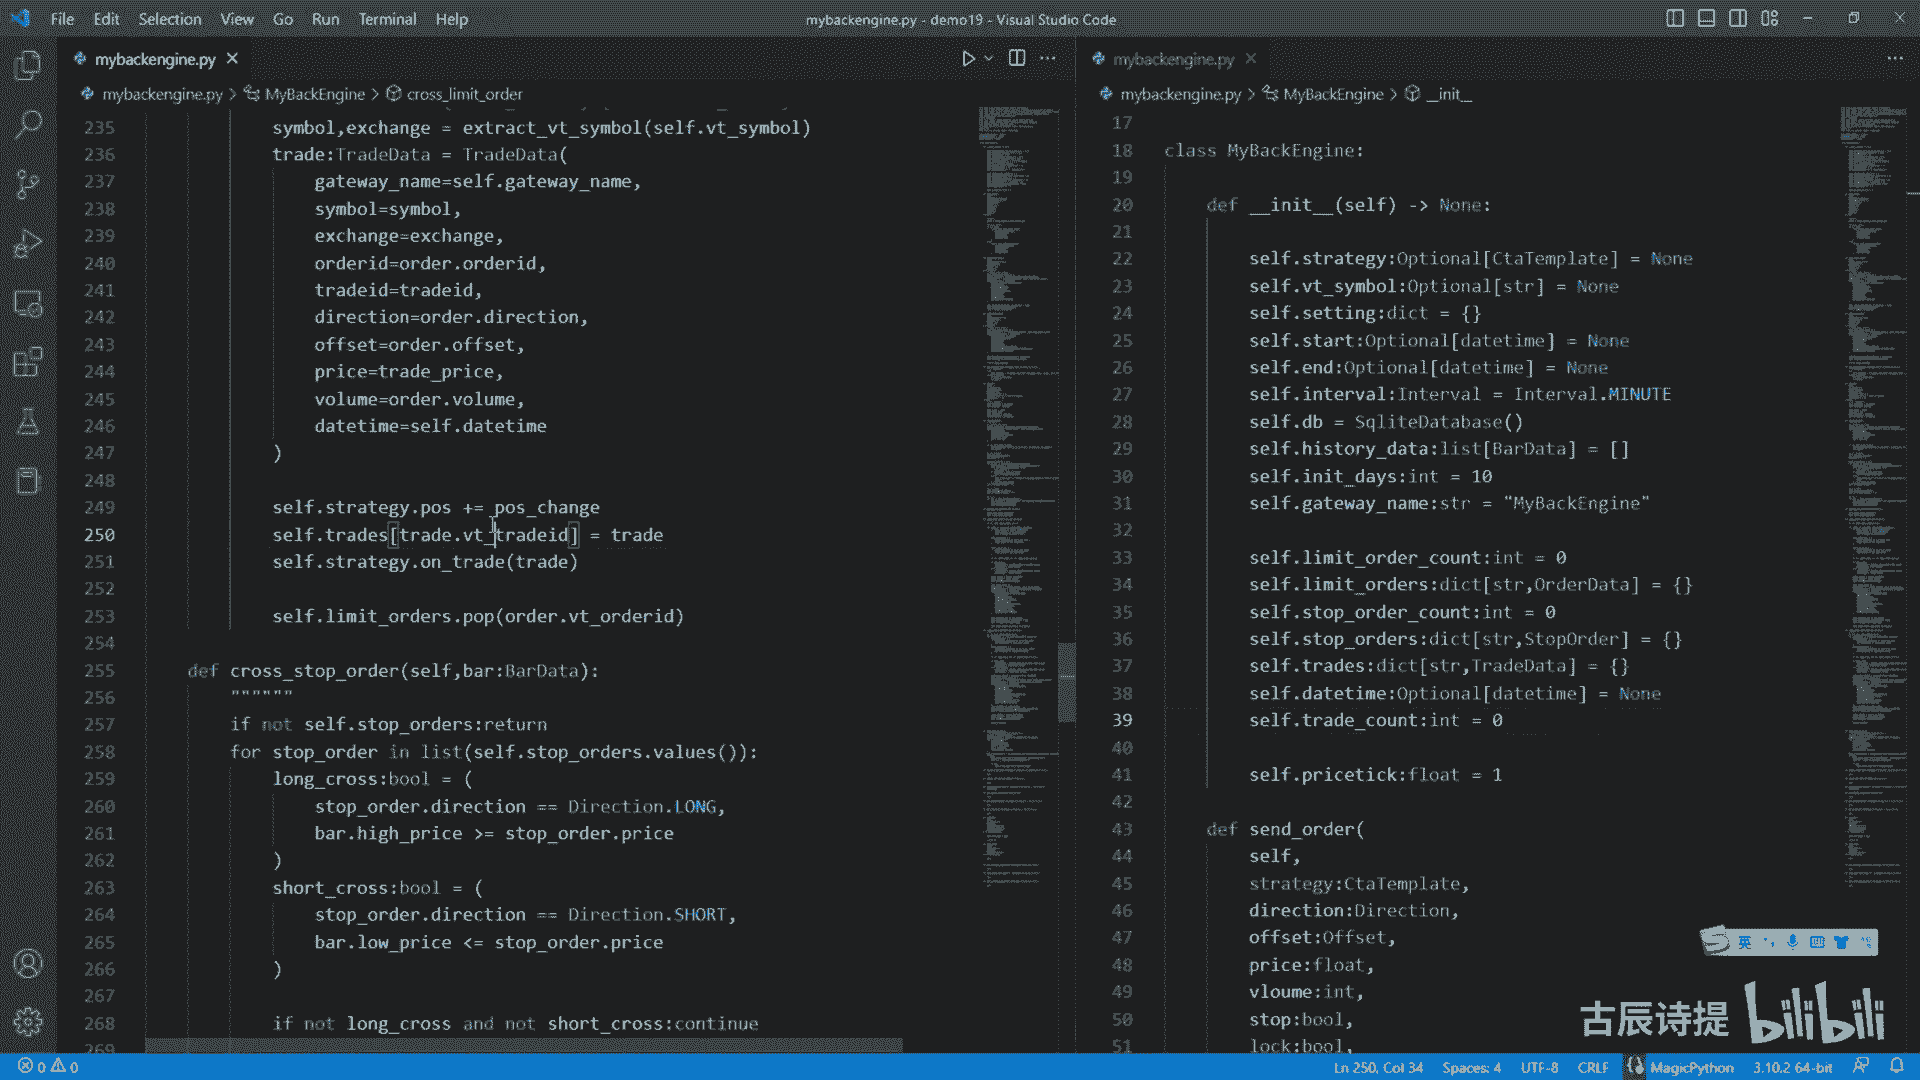 File Edit Selection View Go Run Terminal Help
mybackengine.py - demo19 - Visual Studio Code
mybackengine.py
mybackengine.py > MyBackEngine > cross_limit_order
235 symbol,exchange = extract_vt_symbol(self.vt_symbol)
236 trade:TradeData = TradeData(
237 gateway_name=self.gateway_name,
238 symbol=symbol,
239 exchange=exchange,
240 orderid=order.orderid,
241 tradeid=tradeid,
242 direction=order.direction,
243 offset=order.offset,
244 price=trade_price,
245 volume=order.volume,
246 datetime=self.datetime
247 )
248
249 self.strategy.pos += pos_change
250 self.trades[trade.vt_tradeid] = trade
251 self.strategy.on_trade(trade)
252
253 self.limit_orders.pop(order.vt_orderid)
254
255 def cross_stop_order(self,bar:BarData):
256 """"""
257 if not self.stop_orders:return
258 for stop_order in list(self.stop_orders.values()):
259 long_cross:bool = (
260 stop_order.direction == Direction.LONG,
261 bar.high_price >= stop_order.price
262 )
263 short_cross:bool = (
264 stop_order.direction == Direction.SHORT,
265 bar.low_price <= stop_order.price
266 )
267
268 if not long_cross and not short_cross:continue
269
mybackengine.py
mybackengine.py > MyBackEngine > __init__
17
18 class MyBackEngine:
19
20 def __init__(self) -> None:
21
22 self.strategy:Optional[CtaTemplate] = None
23 self.vt_symbol:Optional[str] = None
24 self.setting:dict = {}
25 self.start:Optional[datetime] = None
26 self.end:Optional[datetime] = None
27 self.interval:Interval = Interval.MINUTE
28 self.db = SqliteDatabase()
29 self.history_data:list[BarData] = []
30 self.init_days:int = 10
31 self.gateway_name:str = "MyBackEngine"
32
33 self.limit_order_count:int = 0
34 self.limit_orders:dict[str,OrderData] = {}
35 self.stop_order_count:int = 0
36 self.stop_orders:dict[str,StopOrder] = {}
37 self.trades:dict[str,TradeData] = {}
38 self.datetime:Optional[datetime] = None
39 self.trade_count:int = 0
40
41 self.pricetick:float = 1
42
43 def send_order(
44 self,
45 strategy:CtaTemplate,
46 direction:Direction,
47 offset:Offset,
48 price:float,
49 vloume:int,
50 stop:bool,
51 lock:bool,
英
古辰诗提 bilibili
0 0
Ln 250, Col 34 Spaces: 4 UTF-8 CRLF MagicPython 3.10.2 64-bit